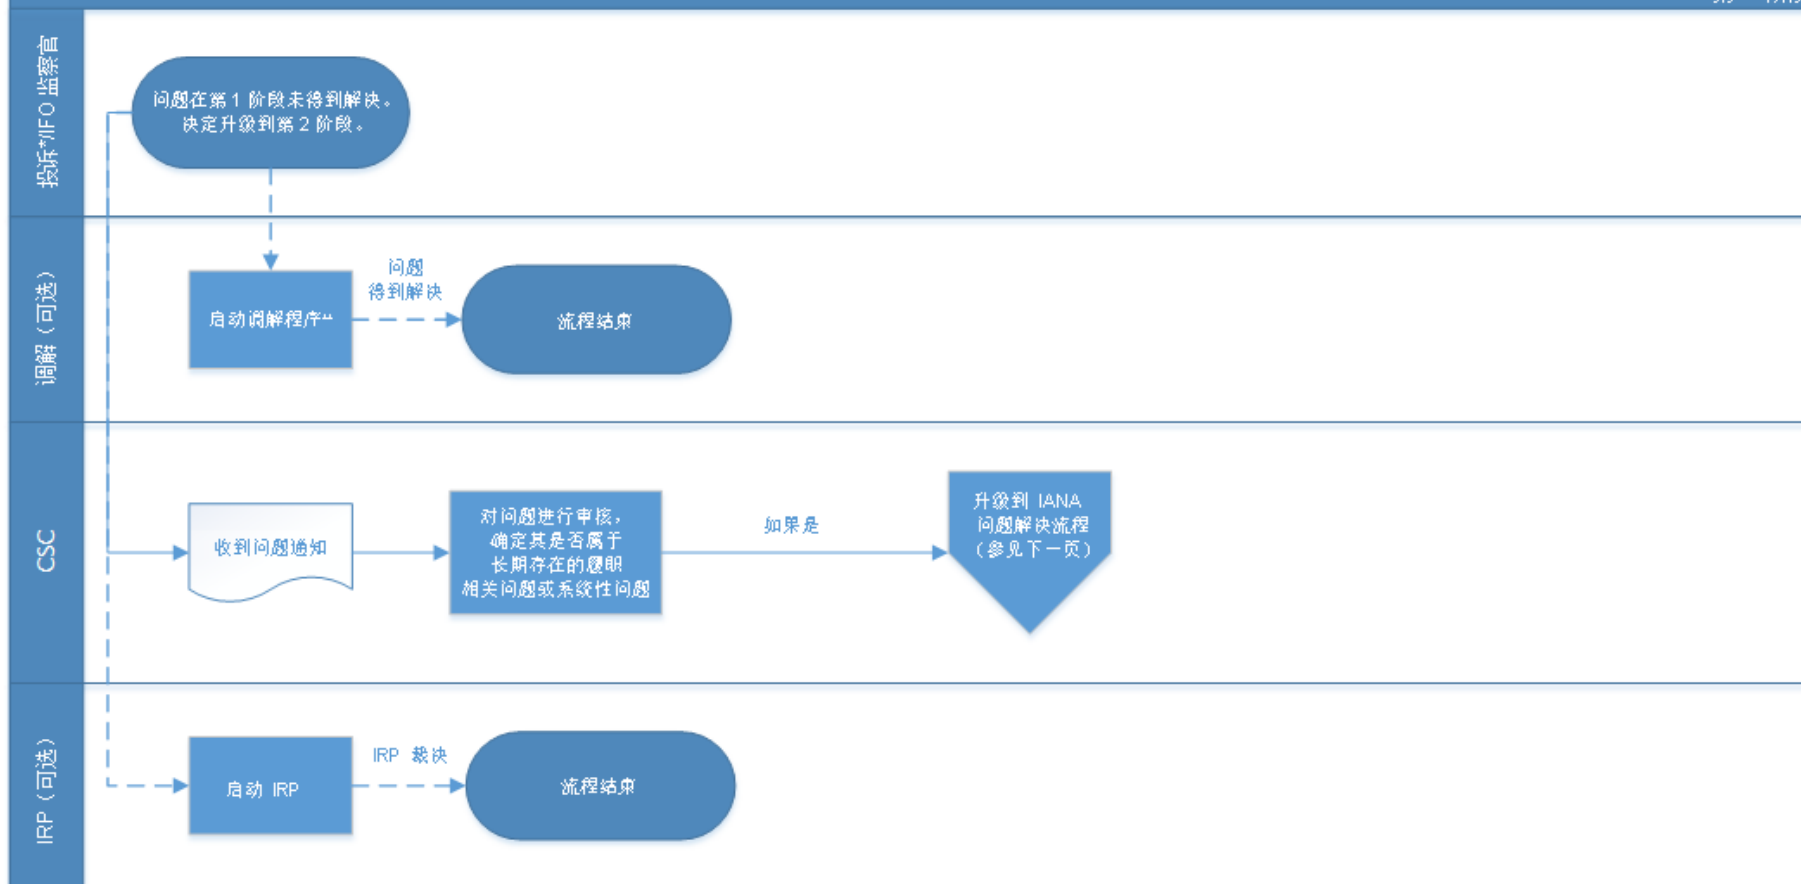 投诉*/IFO 监察官
问题在第 1 阶段未得到解决。
决定升级到第 2 阶段。
调解（可选）
启动调解程序**
问题
得到解决
流程结束
CSC
收到问题通知
对问题进行审核，
确定其是否属于
长期存在的履职
相关问题或系统性问题
如果是
升级到 IANA
问题解决流程
（参见下一页）
IRP（可选）
启动 IRP
IRP 裁决
流程结束